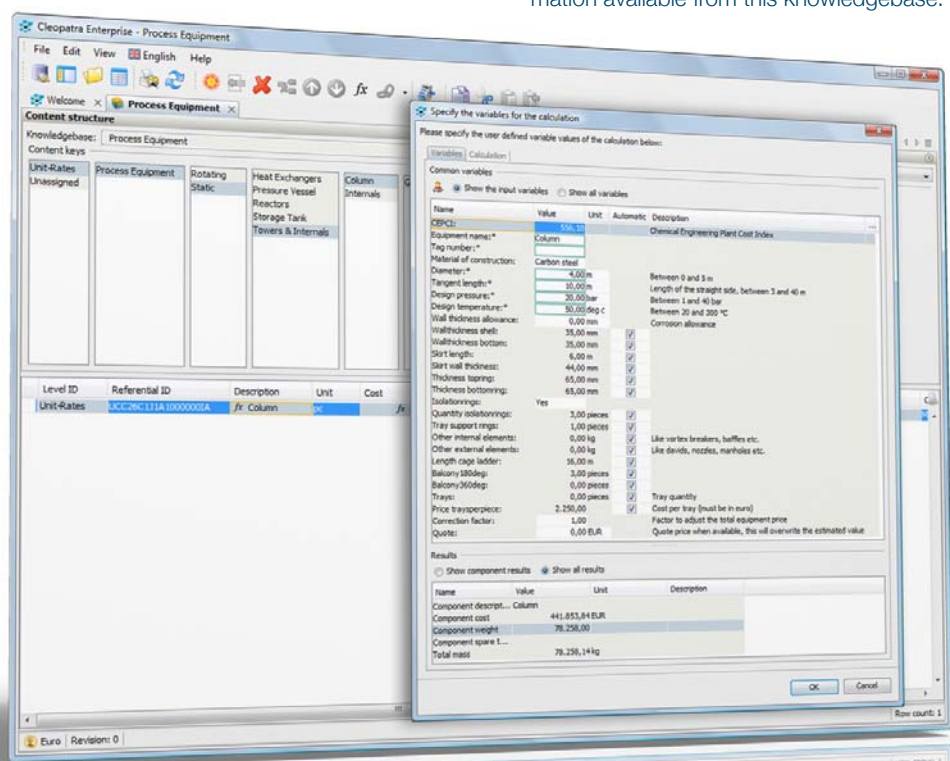 mation available from this knowledgebase.
Cleopatra Enterprise - Process Equipment
File Edit View English Help
Welcome Process Equipment
Content structure
Knowledgebase: Process Equipment
Content keys
Unit-Rates Process Equipment Rotating Heat Exchangers Column
Unassigned Static Pressure Vessel Internals
Reactors
Storage Tank
Towers & Internals
Level ID Referential ID Description Unit Cost
Unit-Rates fx Column pc
Specify the variables for the calculation
Please specify the user defined variable values of the calculation below:
Variables Calculation
Common variables
Show the input variables Show all variables
Name Value Unit Automatic Description
CEPCI: Chemical Engineering Plant Cost Index
Equipment name:* Column
Tag number:*
Material of construction: Carbon steel
Diameter:* 4,00 m Between 0 and 5 m
Tangent length:* 10,00 m Length of the straight side, between 3 and 40 m
Design pressure:* 20,00 bar Between 1 and 40 bar
Design temperature:* 50,00 deg c Between 20 and 300 °C
Wall thickness allowance: 0,00 mm Corrosion allowance
Wallthickness shell: 35,00 mm
Wallthickness bottom: 35,00 mm
Skirt length: 6,00 m
Skirt wall thickness: 44,00 mm
Thickness topring: 65,00 mm
Thickness bottomring: 65,00 mm
Isolationrings: Yes
Quantity isolationrings: 3,00 pieces
Tray support rings: 1,00 pieces
Other internal elements: 0,00 kg Like vortex breakers, baffles etc.
Other external elements: 0,00 kg Like davids, nozzles, manholes etc.
Length cage ladder: 16,00 m
Balcony180deg: 3,00 pieces
Balcony360deg: 0,00 pieces
Trays: 0,00 pieces Tray quantity
Price traysperpiece: 2.250,00 Cost per tray (must be in euro)
Correction factor: 1,00 Factor to adjust the total equipment price
Quote: 0,00 EUR Quote price when available, this will overwrite the estimated value
Results
Show component results Show all results
Name Value Unit Description
Component descript... Column
Component cost 441.853,84 EUR
Component weight 78.258,00
Component spare t...
Total mass 78.258,14 kg
OK Cancel
Row count: 1
Euro Revision: 0